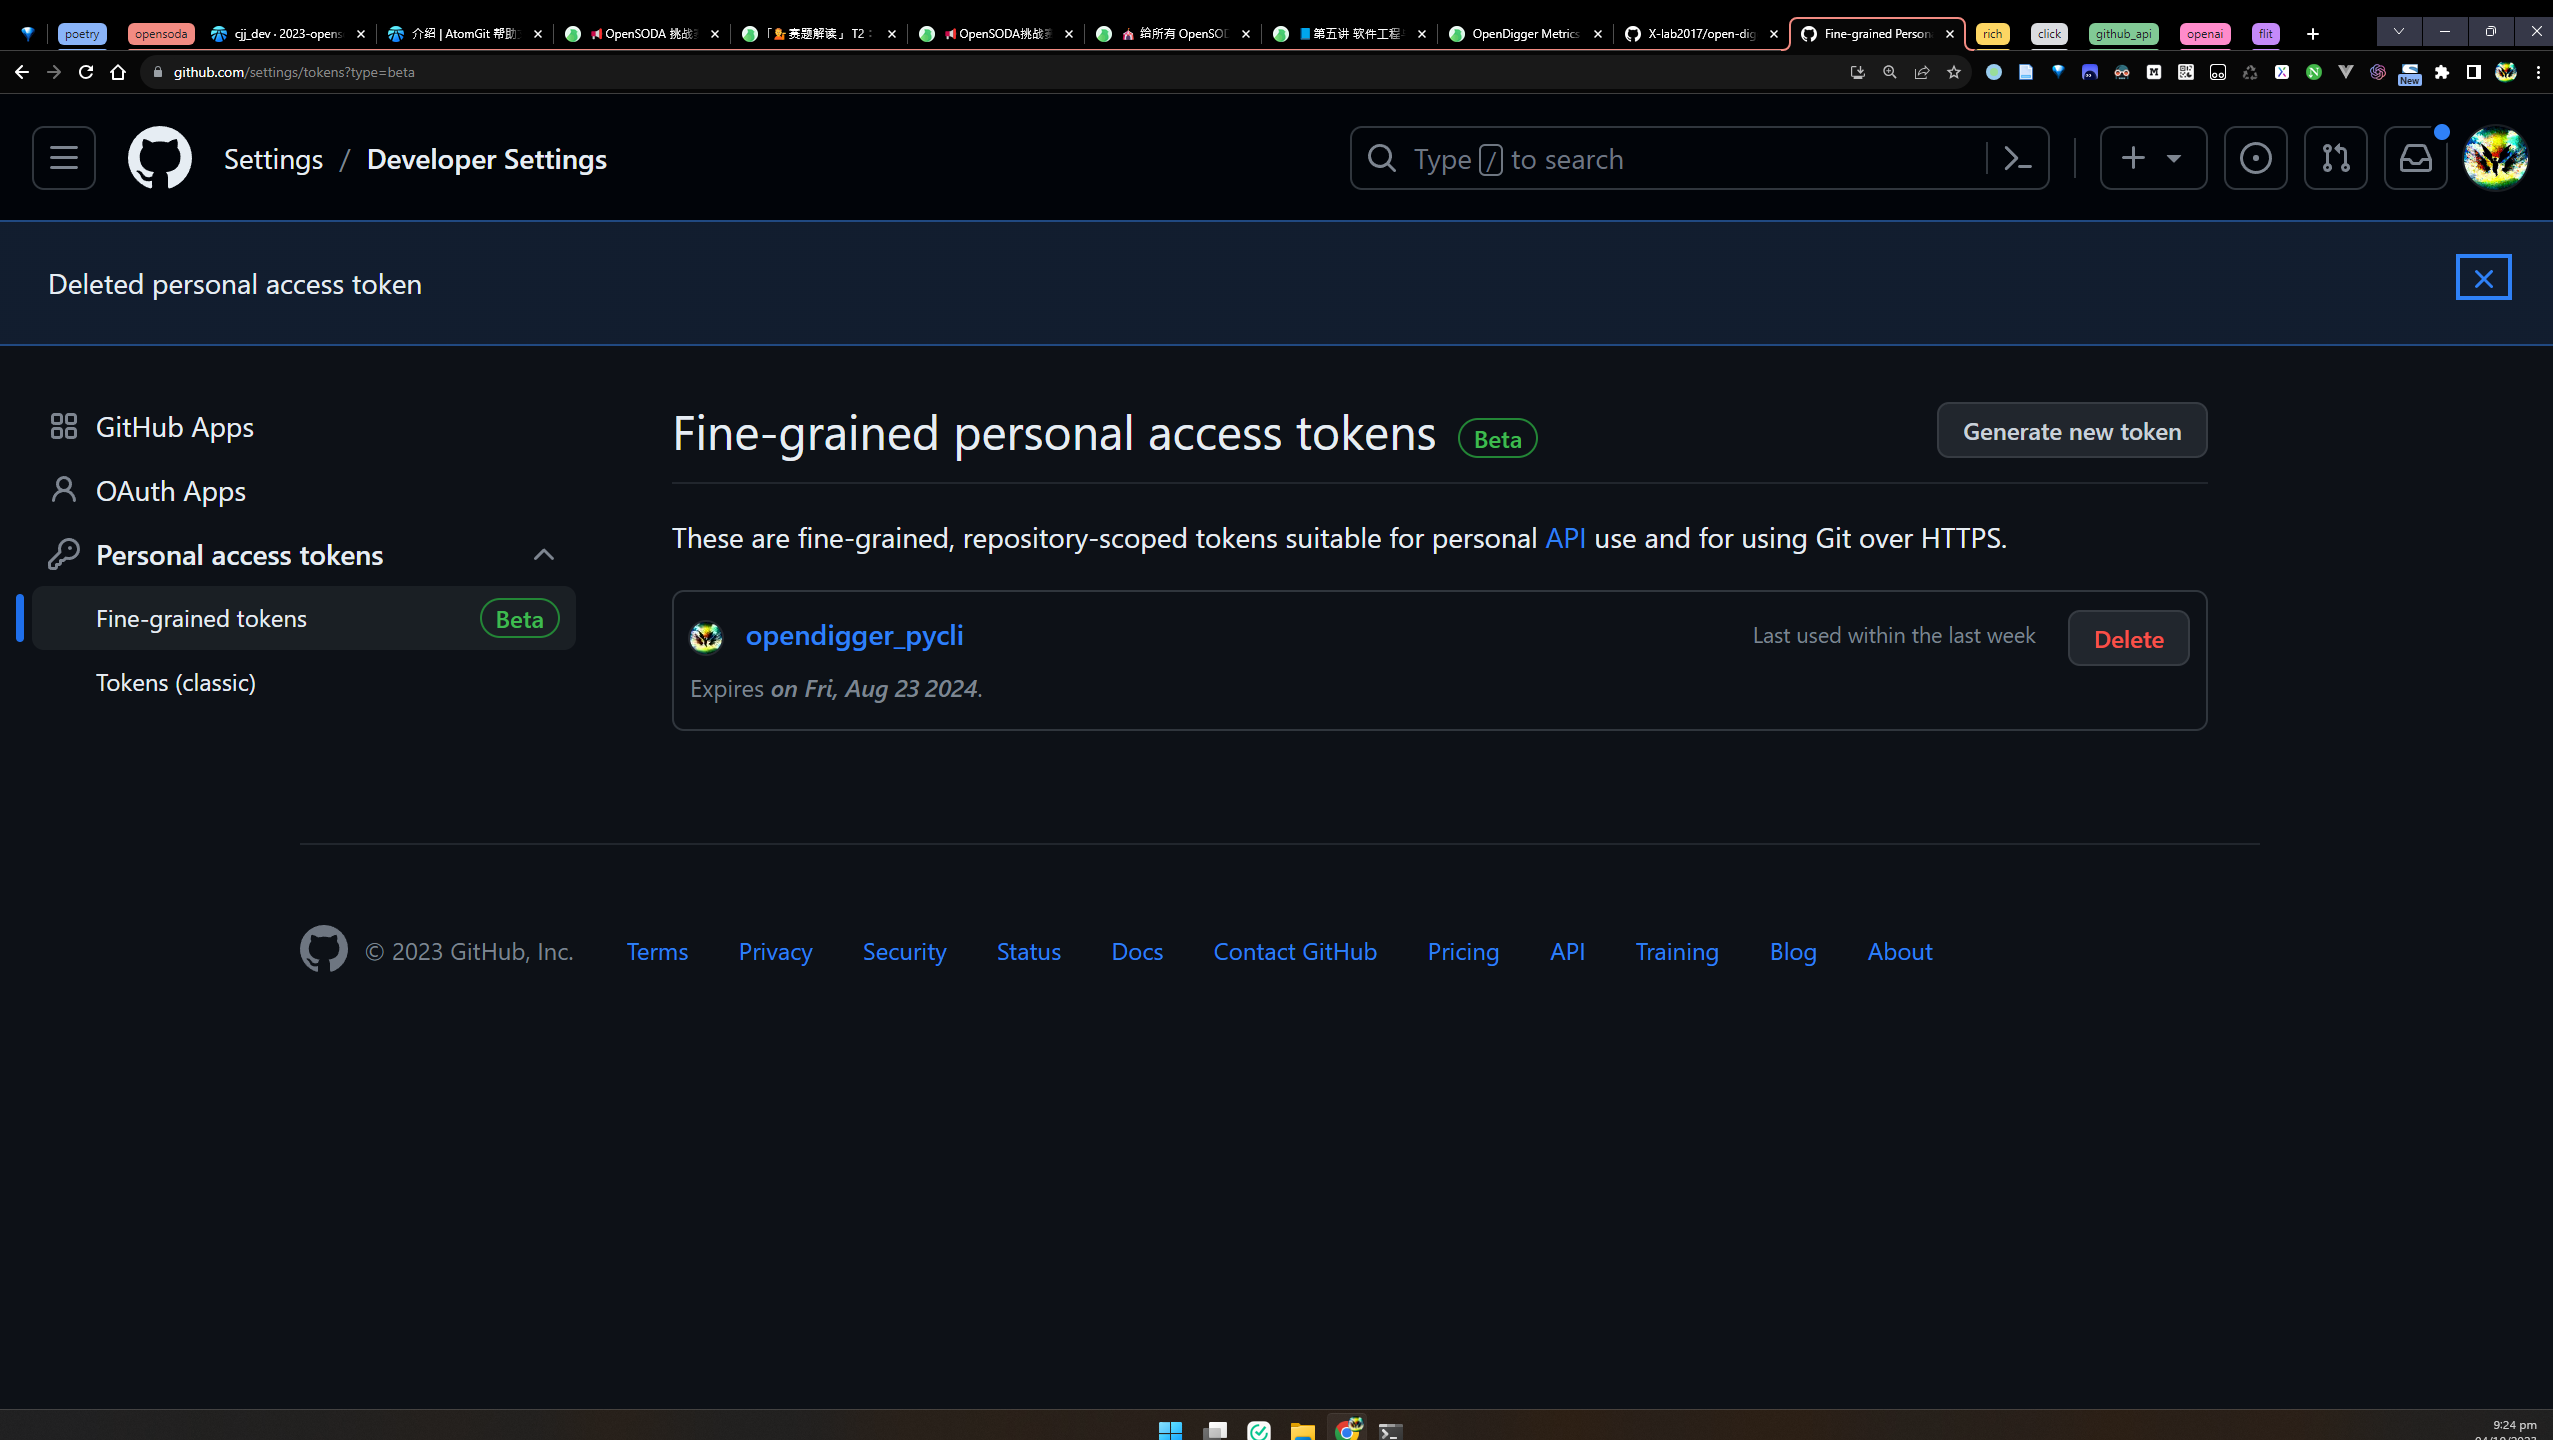 poetry
opensoda
cjj_dev · 2023-opens
介绍 | AtomGit 帮助
OpenSODA 挑战
「💁赛题解读」T2：
OpenSODA挑战赛
给所有 OpenSOD
第五讲 软件工程
OpenDigger Metrics
X-lab2017/open-dig
Fine-grained Person
rich
click
github_api
openai
flit
github.com/settings/tokens?type=beta
New
Settings / Developer Settings
Type / to search
Deleted personal access token
GitHub Apps
OAuth Apps
Personal access tokens
Fine-grained tokens Beta
Tokens (classic)
Fine-grained personal access tokens Beta
Generate new token
These are fine-grained, repository-scoped tokens suitable for personal API use and for using Git over HTTPS.
opendigger_pycli
Last used within the last week
Delete
Expires on Fri, Aug 23 2024.
© 2023 GitHub, Inc. Terms Privacy Security Status Docs Contact GitHub Pricing API Training Blog About
9:24 pm